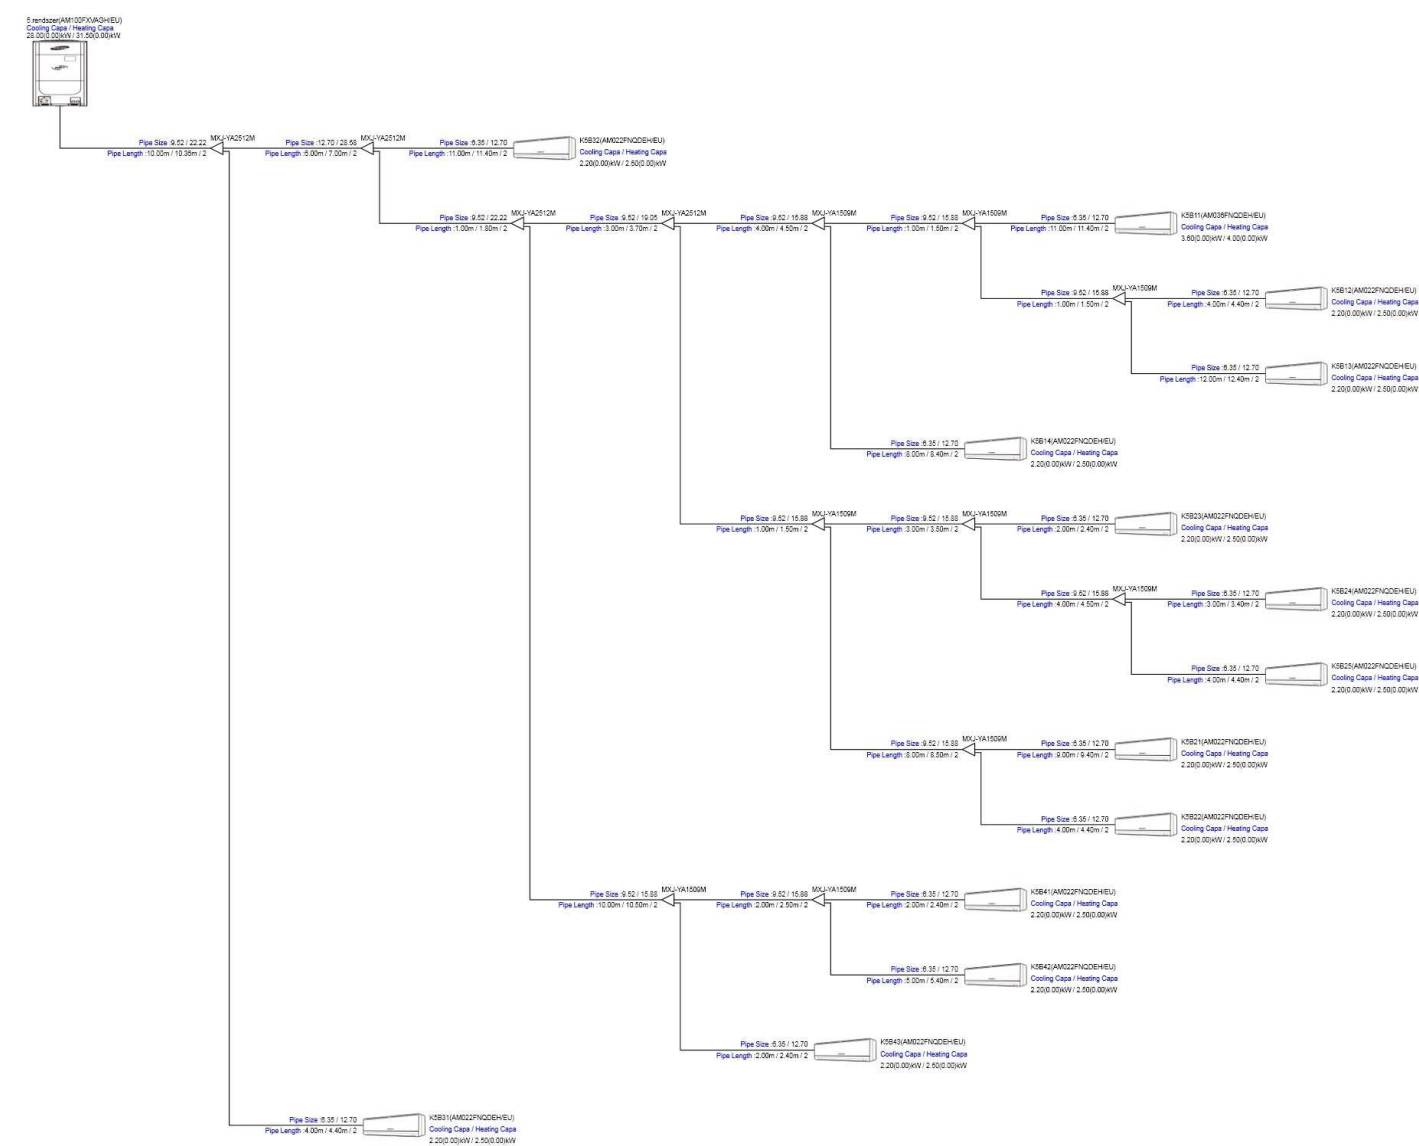 5.rendszer(AM100FXVAGH/EU)
Cooling Capa / Heating Capa
28.00(0.00)kW / 31.50(0.00)kW
Pipe Size :9.52 / 22.22
Pipe Length :10.00m / 10.35m / 2
MXJ-YA2512M
Pipe Size :12.70 / 28.58
Pipe Length :6.00m / 7.00m / 2
MXJ-YA2512M
Pipe Size :6.35 / 12.70
Pipe Length :11.00m / 11.40m / 2
K5B32(AM022FNQDEH/EU)
Cooling Capa / Heating Capa
2.20(0.00)kW / 2.50(0.00)kW
Pipe Size :9.52 / 22.22
Pipe Length :1.00m / 1.80m / 2
MXJ-YA2512M
Pipe Size :9.52 / 19.05
Pipe Length :3.00m / 3.70m / 2
MXJ-YA2512M
Pipe Size :9.52 / 15.88
Pipe Length :4.00m / 4.50m / 2
MXJ-YA1509M
Pipe Size :9.52 / 15.88
Pipe Length :1.00m / 1.50m / 2
MXJ-YA1509M
Pipe Size :6.35 / 12.70
Pipe Length :11.00m / 11.40m / 2
K5B11(AM036FNQDEH/EU)
Cooling Capa / Heating Capa
3.60(0.00)kW / 4.00(0.00)kW
Pipe Size :9.52 / 15.88
Pipe Length :1.00m / 1.50m / 2
MXJ-YA1509M
Pipe Size :6.35 / 12.70
Pipe Length :4.00m / 4.40m / 2
K5B12(AM022FNQDEH/EU)
Cooling Capa / Heating Capa
2.20(0.00)kW / 2.50(0.00)kW
Pipe Size :6.35 / 12.70
Pipe Length :12.00m / 12.40m / 2
K5B13(AM022FNQDEH/EU)
Cooling Capa / Heating Capa
2.20(0.00)kW / 2.50(0.00)kW
Pipe Size :6.35 / 12.70
Pipe Length :8.00m / 8.40m / 2
K5B14(AM022FNQDEH/EU)
Cooling Capa / Heating Capa
2.20(0.00)kW / 2.50(0.00)kW
Pipe Size :9.52 / 15.88
Pipe Length :1.00m / 1.50m / 2
MXJ-YA1509M
Pipe Size :9.52 / 15.88
Pipe Length :3.00m / 3.50m / 2
MXJ-YA1509M
Pipe Size :6.35 / 12.70
Pipe Length :2.00m / 2.40m / 2
K5B23(AM022FNQDEH/EU)
Cooling Capa / Heating Capa
2.20(0.00)kW / 2.50(0.00)kW
Pipe Size :9.52 / 15.88
Pipe Length :4.00m / 4.50m / 2
MXJ-YA1509M
Pipe Size :6.35 / 12.70
Pipe Length :3.00m / 3.40m / 2
K5B24(AM022FNQDEH/EU)
Cooling Capa / Heating Capa
2.20(0.00)kW / 2.50(0.00)kW
Pipe Size :6.35 / 12.70
Pipe Length :4.00m / 4.40m / 2
K5B25(AM022FNQDEH/EU)
Cooling Capa / Heating Capa
2.20(0.00)kW / 2.50(0.00)kW
Pipe Size :9.52 / 15.88
Pipe Length :8.00m / 8.50m / 2
MXJ-YA1509M
Pipe Size :6.35 / 12.70
Pipe Length :9.00m / 9.40m / 2
K5B21(AM022FNQDEH/EU)
Cooling Capa / Heating Capa
2.20(0.00)kW / 2.50(0.00)kW
Pipe Size :6.35 / 12.70
Pipe Length :4.00m / 4.40m / 2
K5B22(AM022FNQDEH/EU)
Cooling Capa / Heating Capa
2.20(0.00)kW / 2.50(0.00)kW
Pipe Size :9.52 / 15.88
Pipe Length :10.00m / 10.50m / 2
MXJ-YA1509M
Pipe Size :9.52 / 15.88
Pipe Length :2.00m / 2.50m / 2
MXJ-YA1509M
Pipe Size :6.35 / 12.70
Pipe Length :2.00m / 2.40m / 2
K5B41(AM022FNQDEH/EU)
Cooling Capa / Heating Capa
2.20(0.00)kW / 2.50(0.00)kW
Pipe Size :6.35 / 12.70
Pipe Length :5.00m / 5.40m / 2
K5B42(AM022FNQDEH/EU)
Cooling Capa / Heating Capa
2.20(0.00)kW / 2.50(0.00)kW
Pipe Size :6.35 / 12.70
Pipe Length :2.00m / 2.40m / 2
K5B43(AM022FNQDEH/EU)
Cooling Capa / Heating Capa
2.20(0.00)kW / 2.50(0.00)kW
Pipe Size :6.35 / 12.70
Pipe Length :4.00m / 4.40m / 2
K5B31(AM022FNQDEH/EU)
Cooling Capa / Heating Capa
2.20(0.00)kW / 2.50(0.00)kW